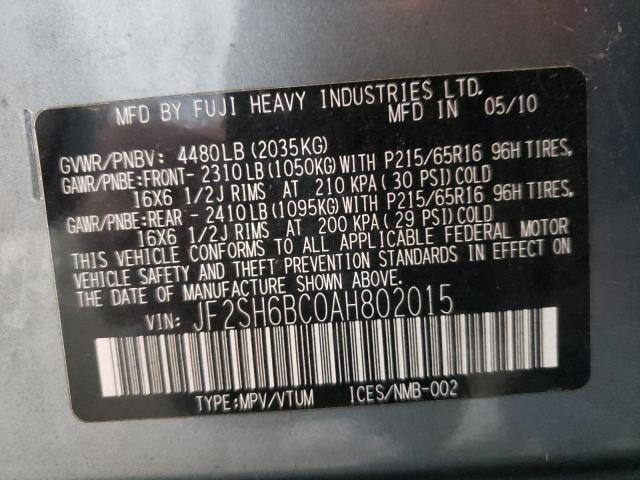 MFD BY FUJI HEAVY INDUSTRIES LTD.
MFD IN 05/10
GVWR/PNBV: 4480LB (2035KG)
GAWR/PNBE:FRONT- 2310LB (1050KG) WITH P215/65R16 96H TIRES,
16X6 1/2J RIMS AT 210 KPA (30 PSI) COLD
GAWR/PNBE:REAR - 2410LB (1095KG) WITH P215/65R16 96H TIRES,
16X6 1/2J RIMS AT 200 KPA (29 PSI) COLD
THIS VEHICLE CONFORMS TO ALL APPLICABLE FEDERAL MOTOR
VEHICLE SAFETY AND THEFT PREVENTION STANDARDS IN EFFECT ON
THE DATE OF MANUFACTURE SHOWN ABOVE.
VIN: JF2SH6BC0AH802015
TYPE:MPV/VTUM ICES/NMB-002